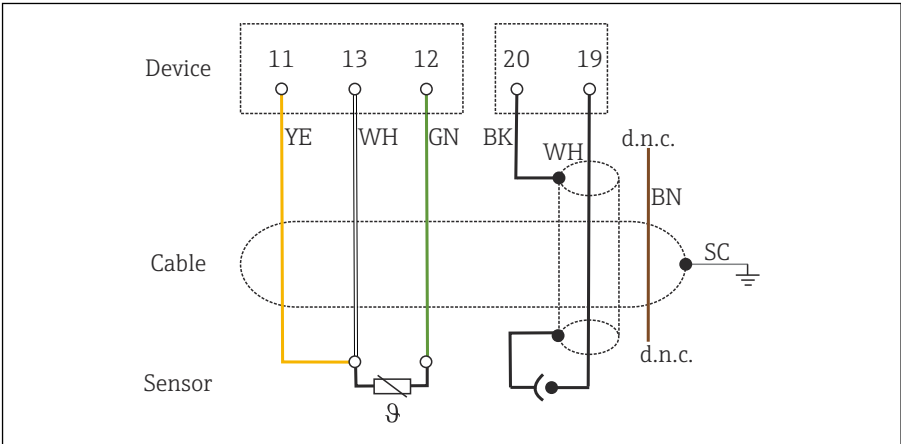 Device 11 13 12 20 19
YE WH GN BK WH d.n.c.
BN
Cable SC
d.n.c.
Sensor ϑ